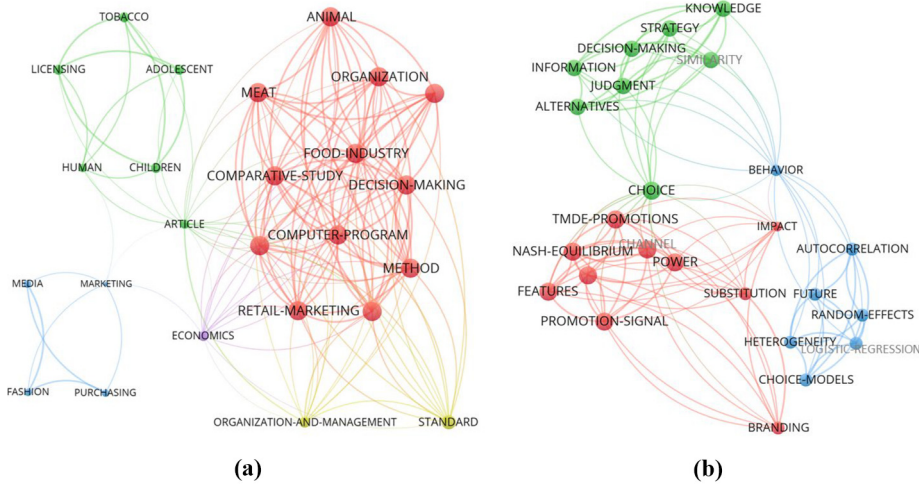 TOBACCO
LICENSING
ADOLESCENT
HUMAN
CHILDREN
ARTICLE
MEDIA
MARKETING
FASHION
PURCHASING
ECONOMICS
ANIMAL
ORGANIZATION
MEAT
FOOD-INDUSTRY
COMPARATIVE-STUDY
DECISION-MAKING
COMPUTER-PROGRAM
METHOD
RETAIL-MARKETING
ORGANIZATION-AND-MANAGEMENT
STANDARD
(a)
KNOWLEDGE
STRATEGY
DECISION-MAKING
SIMILARITY
INFORMATION
JUDGMENT
ALTERNATIVES
BEHAVIOR
CHOICE
TMDE-PROMOTIONS
IMPACT
CHANNEL
NASH-EQUILIBRIUM
POWER
AUTOCORRELATION
FEATURES
SUBSTITUTION
FUTURE
PROMOTION-SIGNAL
RANDOM-EFFECTS
HETEROGENEITY
LOGISTIC-REGRESSION
CHOICE-MODELS
BRANDING
(b)